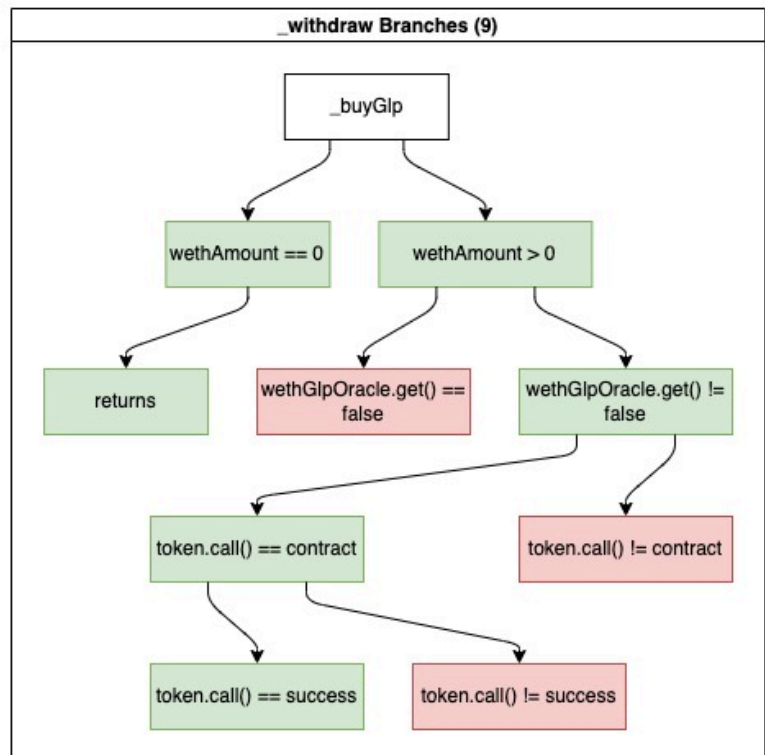 _withdraw Branches (9)
_buyGlp
wethAmount == 0
wethAmount > 0
returns
wethGlpOracle.get() ==
false
wethGlpOracle.get() !=
false
token.call() == contract
token.call() != contract
token.call() == success
token.call() != success